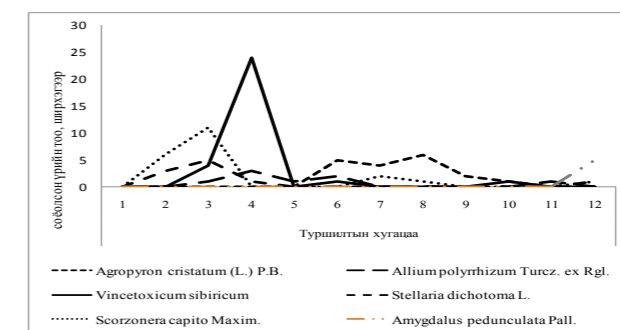 30
25
20
15
10
5
0
соёолсон үрийн тоо, ширхэгээр
1 2 3 4 5 6 7 8 9 10 11 12
Туршилтын хугацаа
Agropyron cristatum (L.) P.B. Allium polyrrhizum Turcz. ex Rgl.
Vincetoxicum sibiricum Stellaria dichotoma L.
Scorzonera capito Maxim. Amygdalus pedunculata Pall.